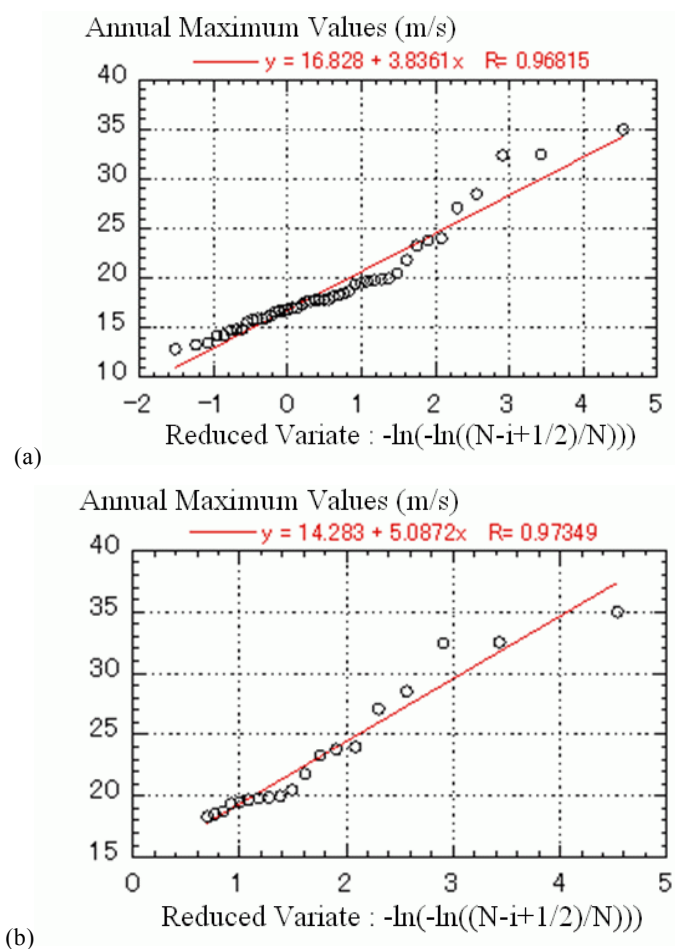 Annual Maximum Values (m/s)
y = 16.828 + 3.8361x R= 0.96815
40
35
30
25
20
15
10
-2 -1 0 1 2 3 4 5
Reduced Variate : -ln(-ln((N-i+1/2)/N)))
(a)
Annual Maximum Values (m/s)
y = 14.283 + 5.0872x R= 0.97349
40
35
30
25
20
15
0 1 2 3 4 5
Reduced Variate : -ln(-ln((N-i+1/2)/N)))
(b)